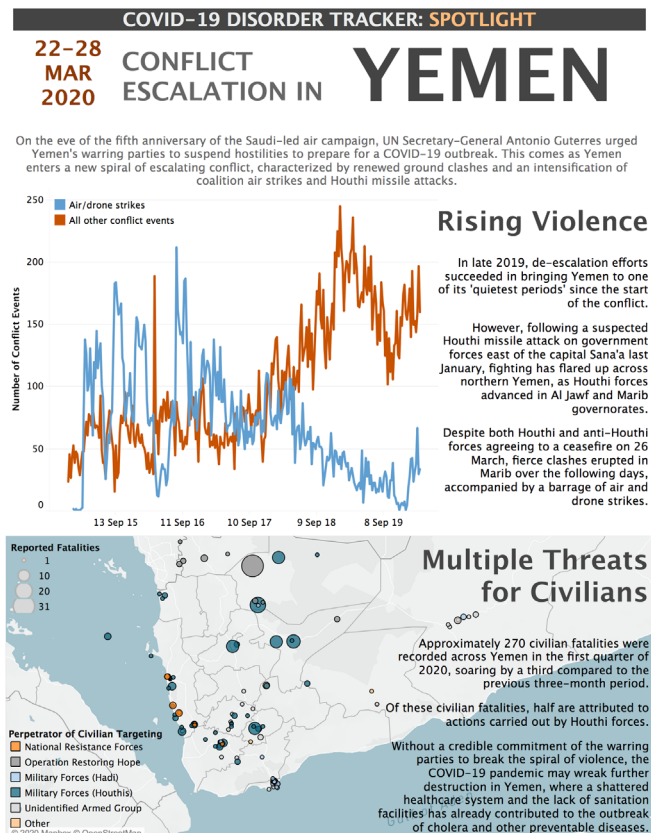 COVID-19 DISORDER TRACKER: SPOTLIGHT
22-28
MAR
2020
CONFLICT
ESCALATION IN
YEMEN
On the eve of the fifth anniversary of the Saudi-led air campaign, UN Secretary-General Antonio Guterres urged
Yemen's warring parties to suspend hostilities to prepare for a COVID-19 outbreak. This comes as Yemen
enters a new spiral of escalating conflict, characterized by renewed ground clashes and an intensification of
coalition air strikes and Houthi missile attacks.
250
200
150
100
50
0
Number of Conflict Events
Air/drone strikes
All other conflict events
13 Sep 15
11 Sep 16
10 Sep 17
9 Sep 18
8 Sep 19
Rising Violence
In late 2019, de-escalation efforts
succeeded in bringing Yemen to one
of its 'quietest periods' since the start
of the conflict.
However, following a suspected
Houthi missile attack on government
forces east of the capital Sana'a last
January, fighting has flared up across
northern Yemen, as Houthi forces
advanced in Al Jawf and Marib
governorates.
Despite both Houthi and anti-Houthi
forces agreeing to a ceasefire on 26
March, fierce clashes erupted in
Marib over the following days,
accompanied by a barrage of air and
drone strikes.
Reported Fatalities
1
10
20
31
Multiple Threats
for Civilians
Approximately 270 civilian fatalities were
recorded across Yemen in the first quarter of
2020, soaring by a third compared to the
previous three-month period.
Of these civilian fatalities, half are attributed to
actions carried out by Houthi forces.
Without a credible commitment of the warring
parties to break the spiral of violence, the
COVID-19 pandemic may wreak further
destruction in Yemen, where a shattered
healthcare system and the lack of sanitation
facilities has already contributed to the outbreak
of cholera and other preventable diseases.
Perpetrator of Civilian Targeting
National Resistance Forces
Operation Restoring Hope
Military Forces (Hadi)
Military Forces (Houthis)
Unidentified Armed Group
Other
© 2020 Mapbox © OpenStreetMap